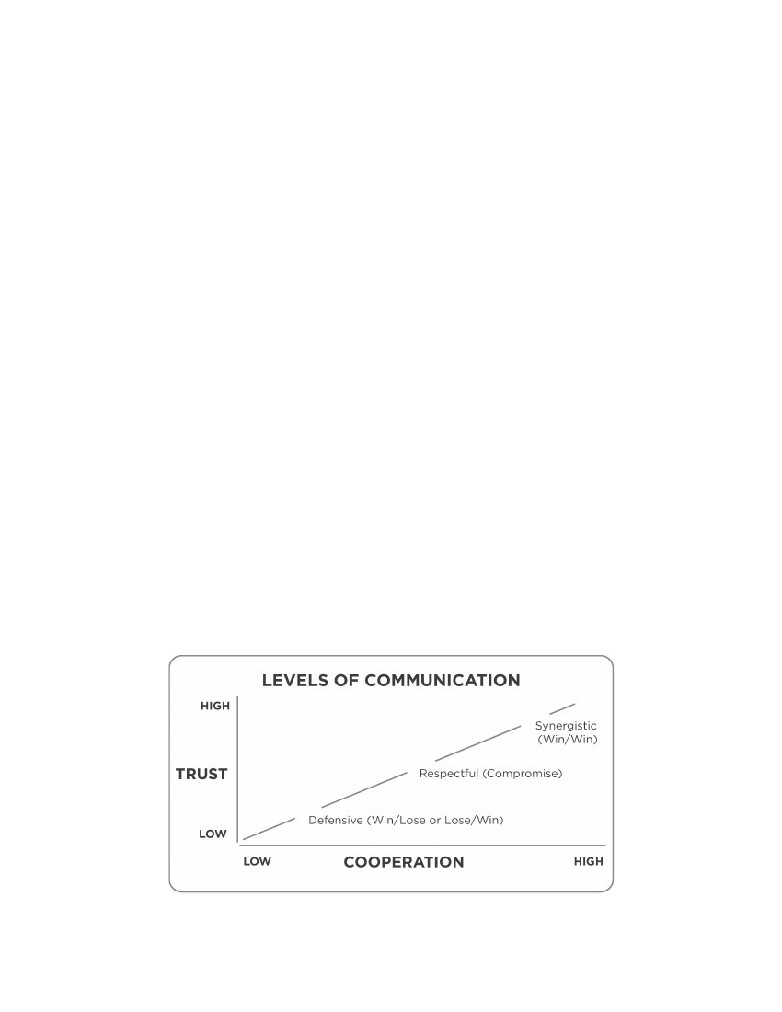 LEVELS OF COMMUNICATION
HIGH
Synergistic
(Win/Win)
TRUST
Respectful (Compromise)
Defensive (Win/Lose or Lose/Win)
LOW
LOW
COOPERATION
HIGH